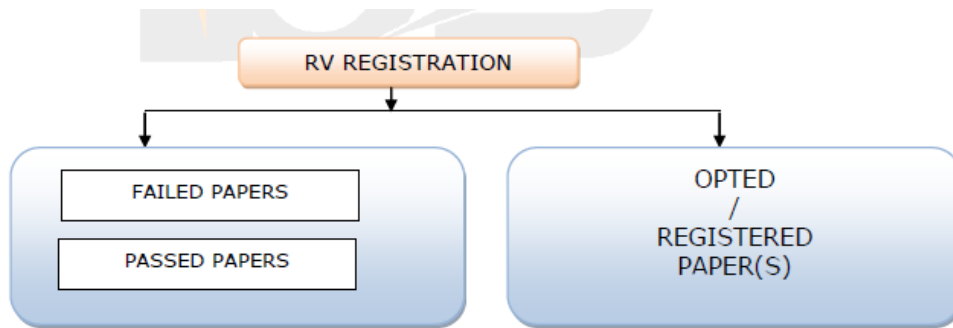 RV REGISTRATION
FAILED PAPERS
PASSED PAPERS
OPTED
/
REGISTERED
PAPER(S)